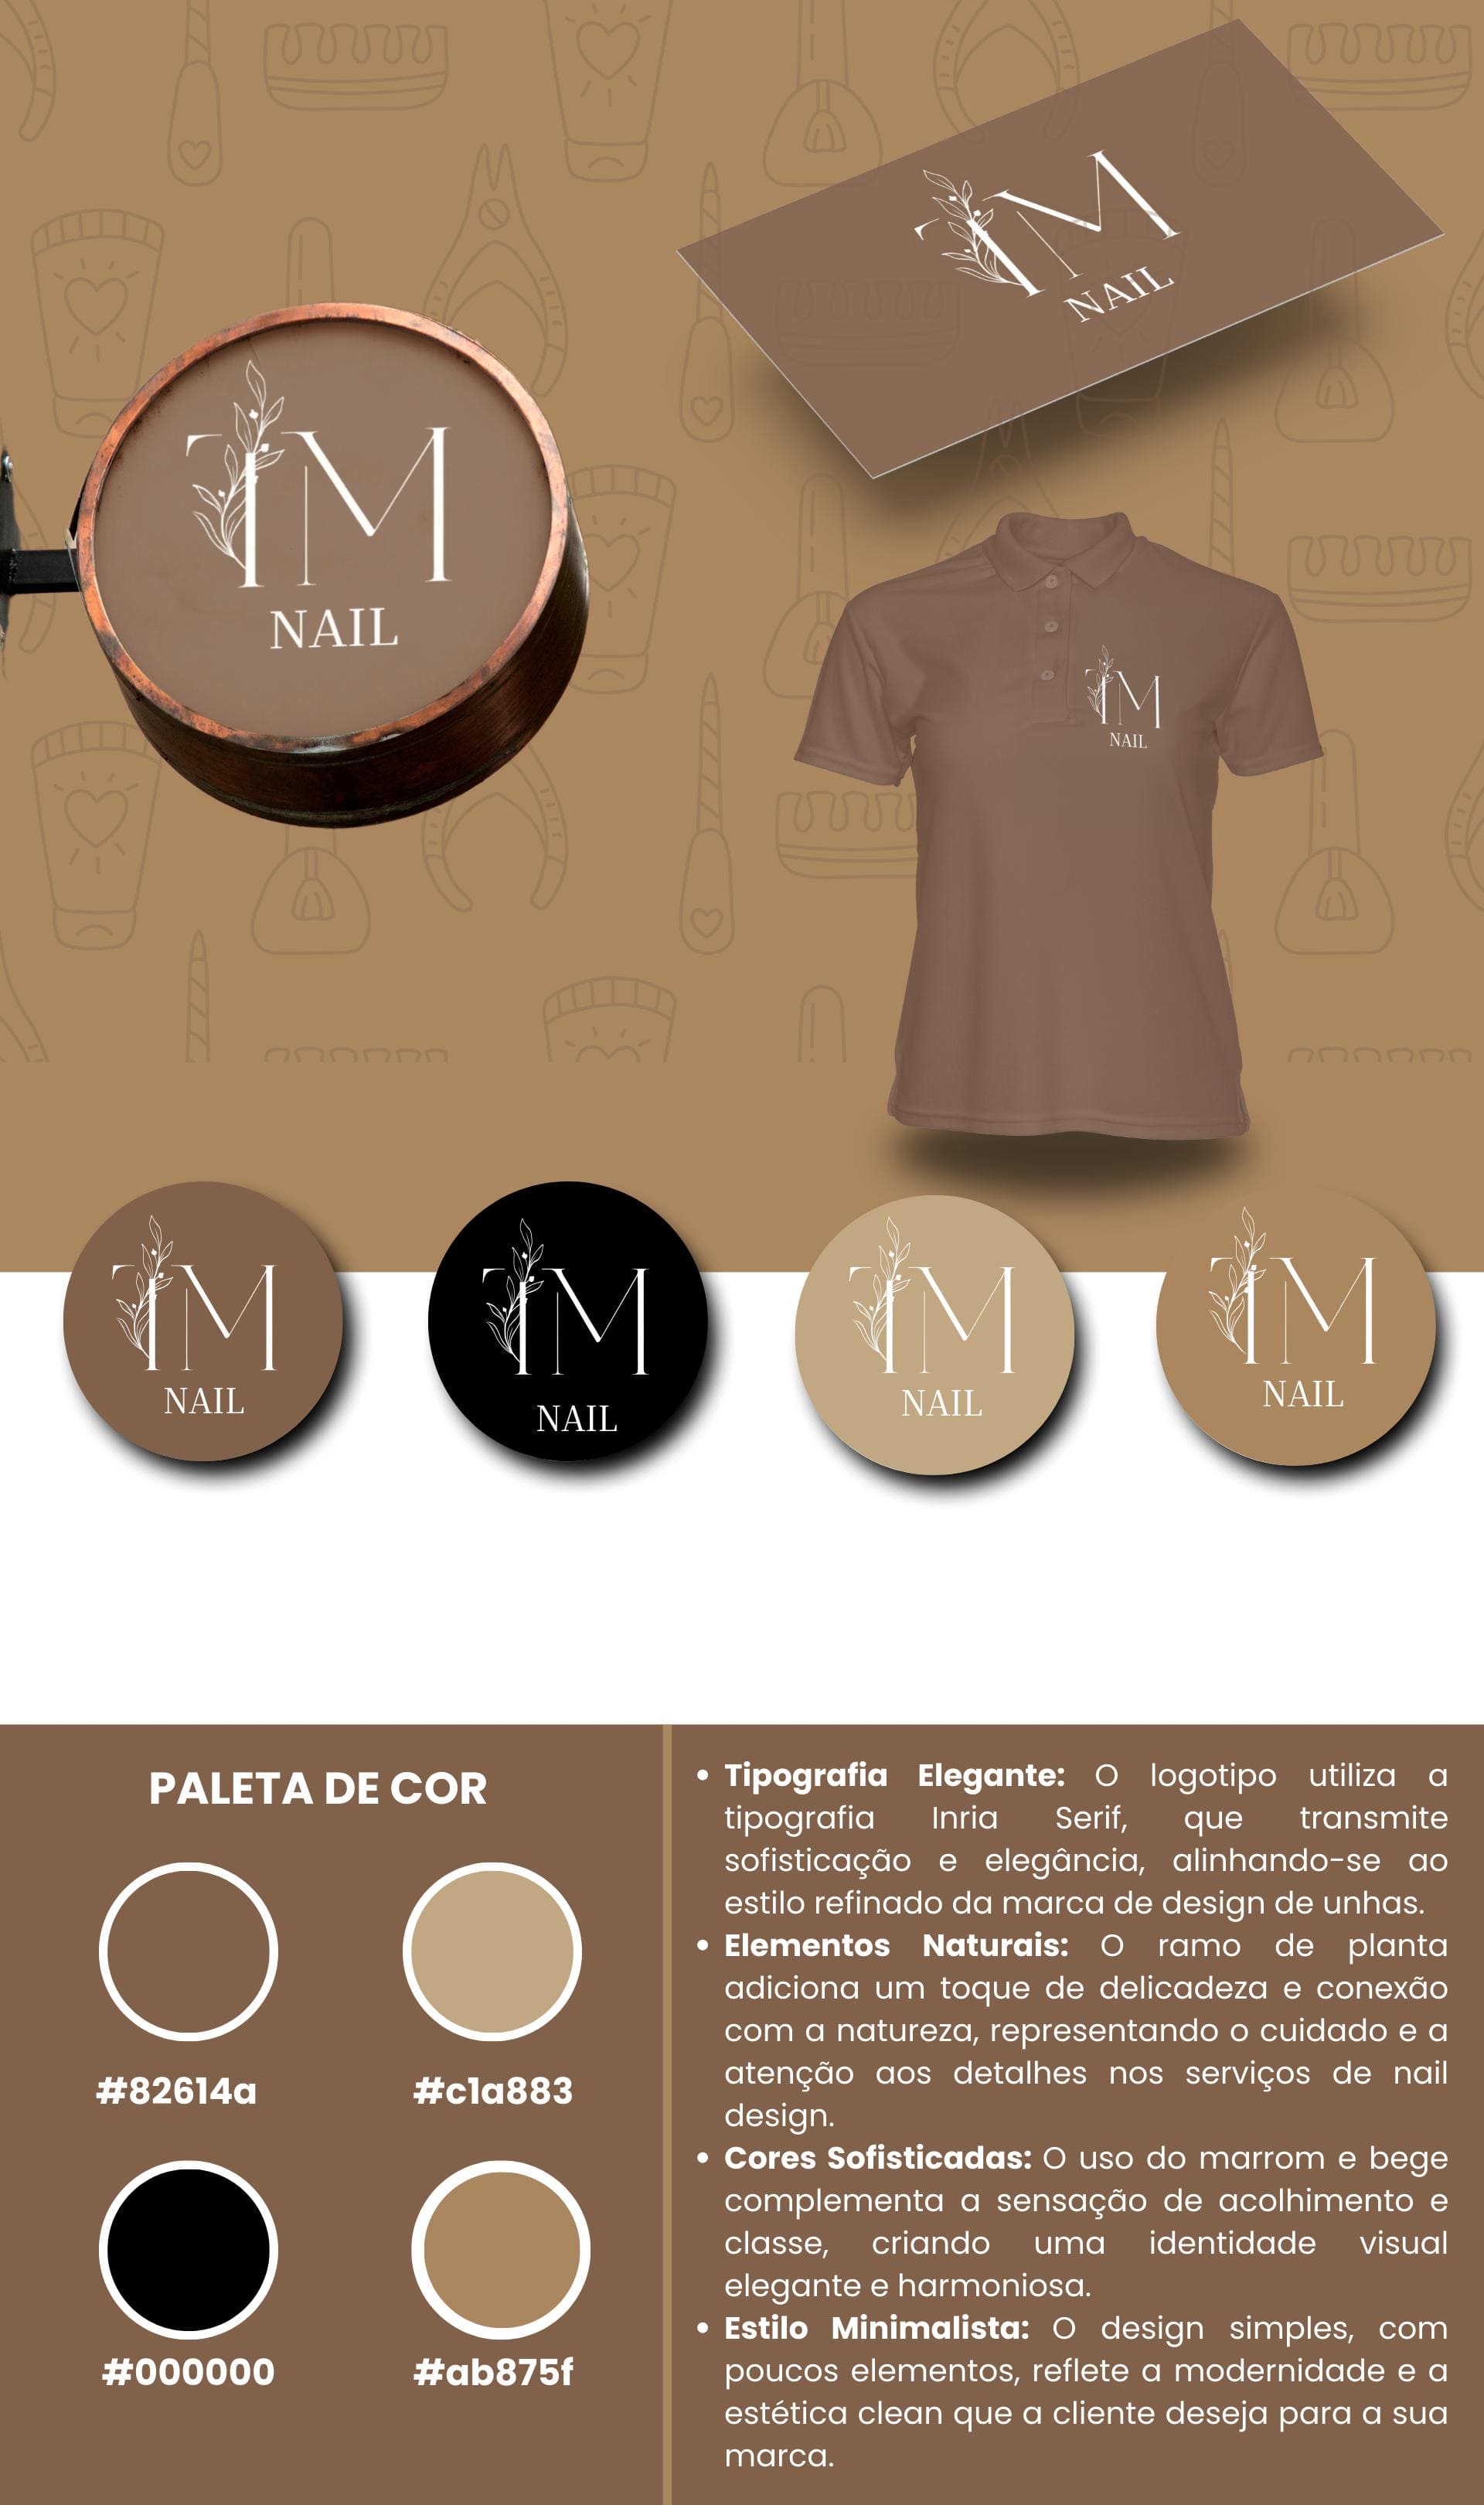 TM
NAIL
TM
NAIL
TM
NAIL
TM
NAIL
TM
NAIL
TM
NAIL
TM
NAIL
PALETA DE COR
#82614a
#c1a883
#000000
#ab875f
• Tipografia Elegante: O logotipo utiliza a
tipografia Inria Serif, que transmite
sofisticação e elegância, alinhando-se ao
estilo refinado da marca de design de unhas.
• Elementos Naturais: O ramo de planta
adiciona um toque de delicadeza e conexão
com a natureza, representando o cuidado e a
atenção aos detalhes nos serviços de nail
design.
• Cores Sofisticadas: O uso do marrom e bege
complementa a sensação de acolhimento e
classe, criando uma identidade visual
elegante e harmoniosa.
• Estilo Minimalista: O design simples, com
poucos elementos, reflete a modernidade e a
estética clean que a cliente deseja para a sua
marca.